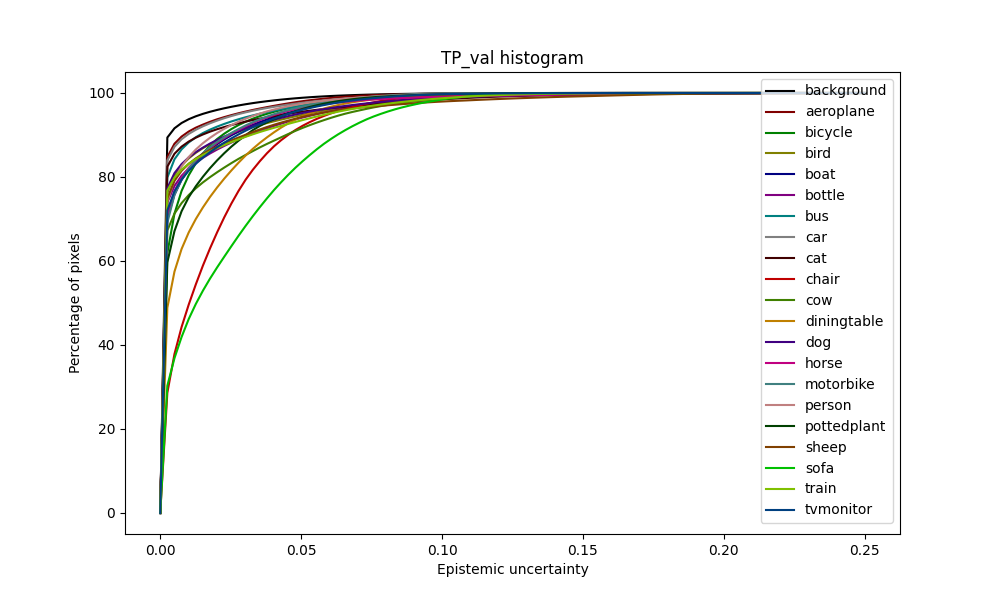 TP_val histogram
100
80
60
40
20
0
Percentage of pixels
0.00
0.05
0.10
0.15
0.20
0.25
Epistemic uncertainty
background
aeroplane
bicycle
bird
boat
bottle
bus
car
cat
chair
cow
diningtable
dog
horse
motorbike
person
pottedplant
sheep
sofa
train
tvmonitor